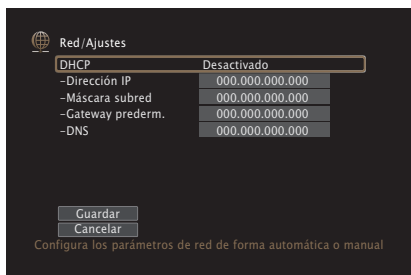 Red/Ajustes
DHCP Desactivado
–Dirección IP 000.000.000.000
–Máscara subred 000.000.000.000
–Gateway prederm. 000.000.000.000
–DNS 000.000.000.000
Guardar
Cancelar
Configura los parámetros de red de forma automática o manual